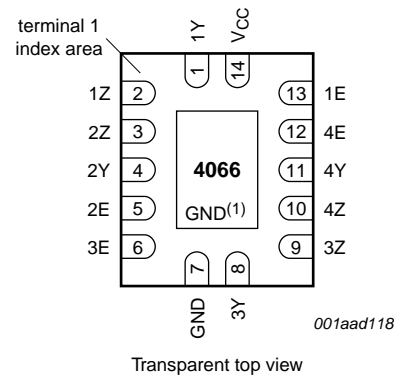 terminal 1
index area
1Y
VCC
1
14
1Z 2
13 1E
2Z 3
12 4E
2Y 4
4066
11 4Y
2E 5
GND(1)
10 4Z
3E 6
9 3Z
7
8
GND
3Y
001aad118
Transparent top view